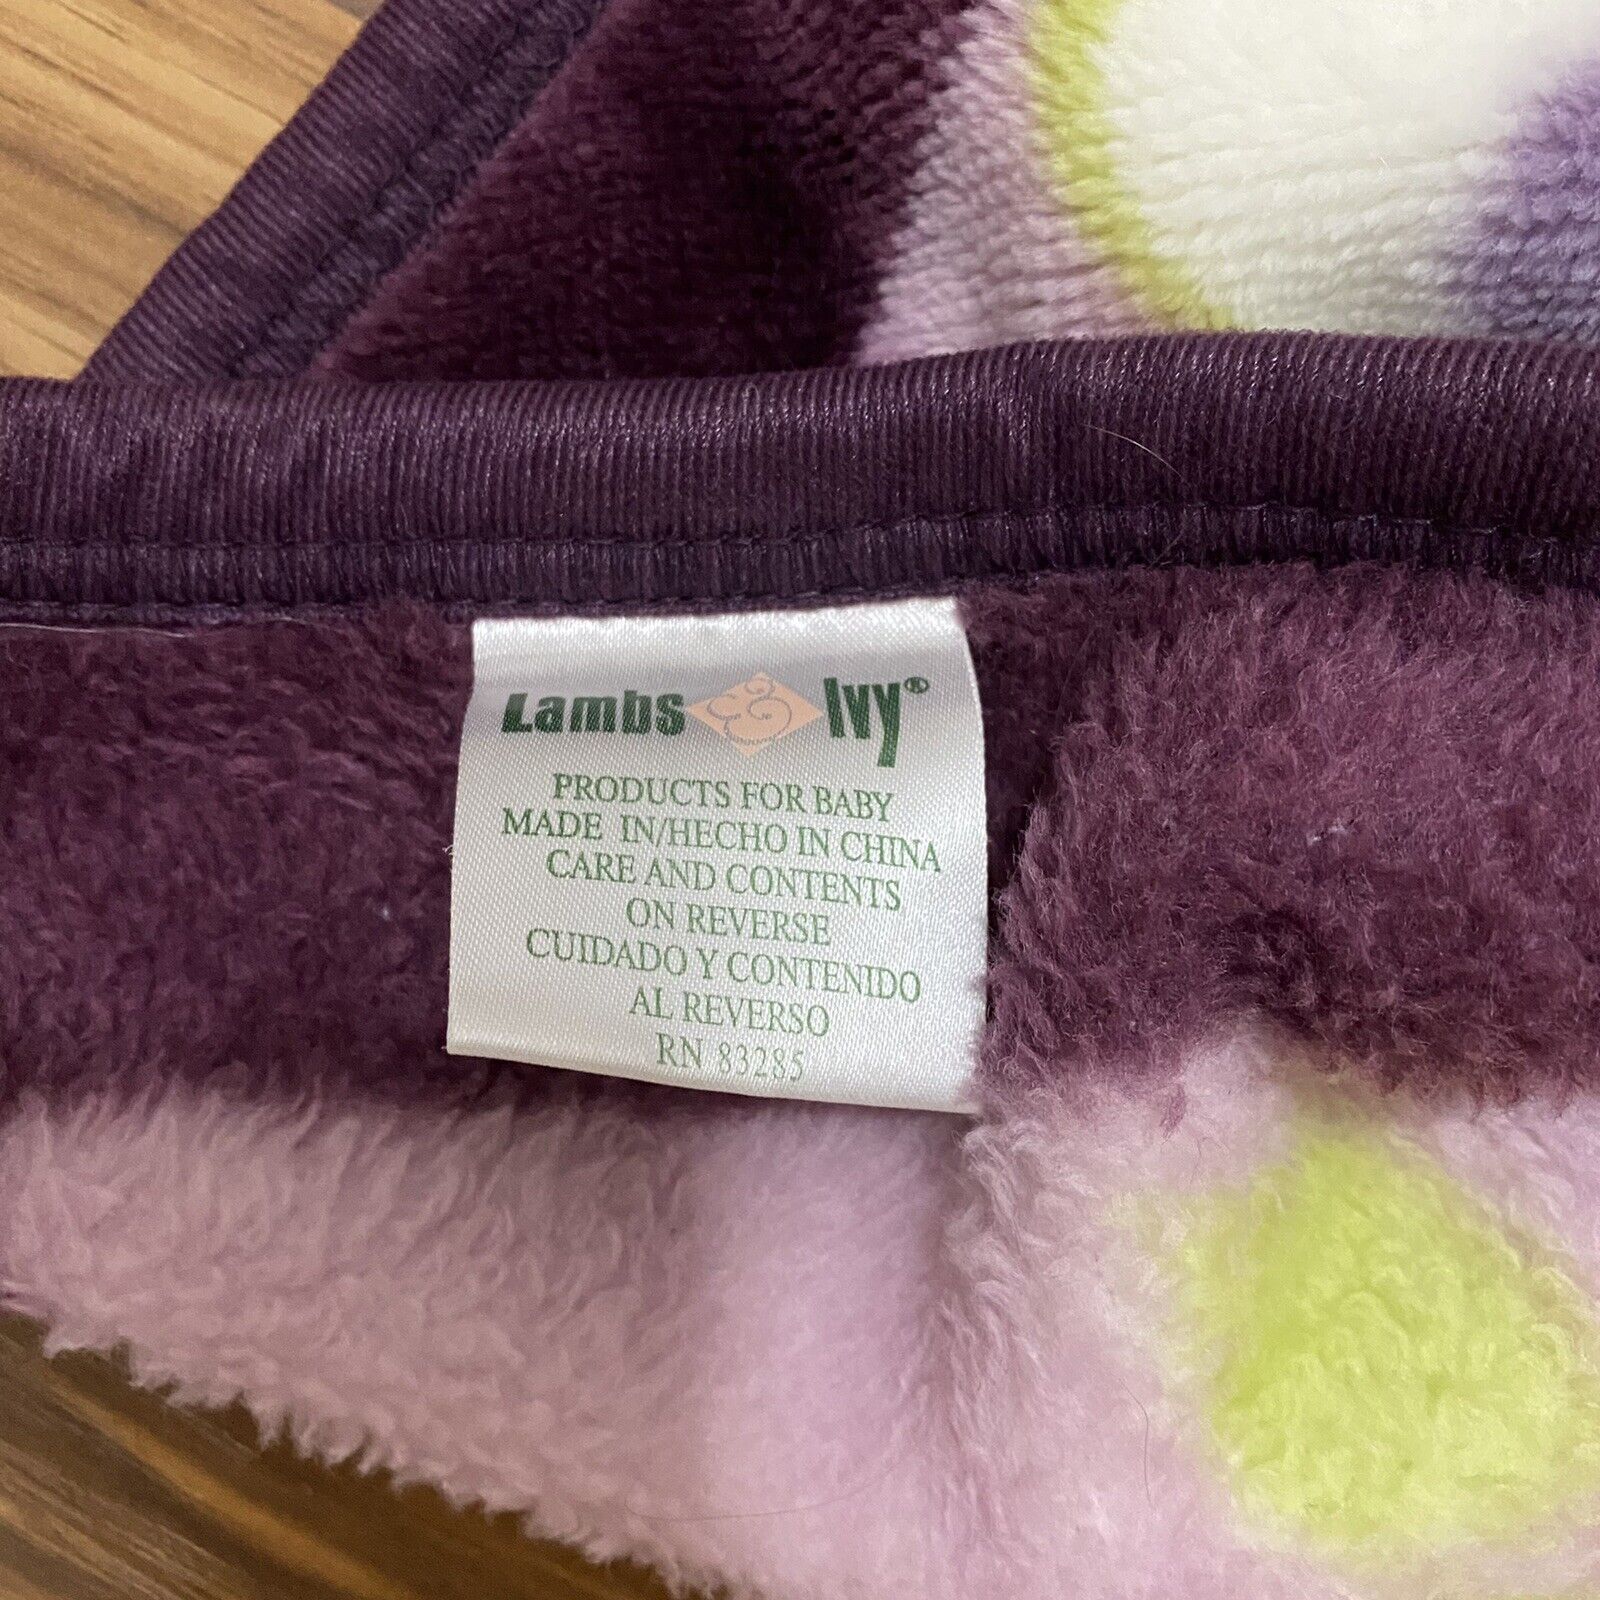 Lambs & Ivy®
PRODUCTS FOR BABY
MADE IN/HECHO IN CHINA
CARE AND CONTENTS
ON REVERSE
CUIDADO Y CONTENIDO
AL REVERSO
RN 83285